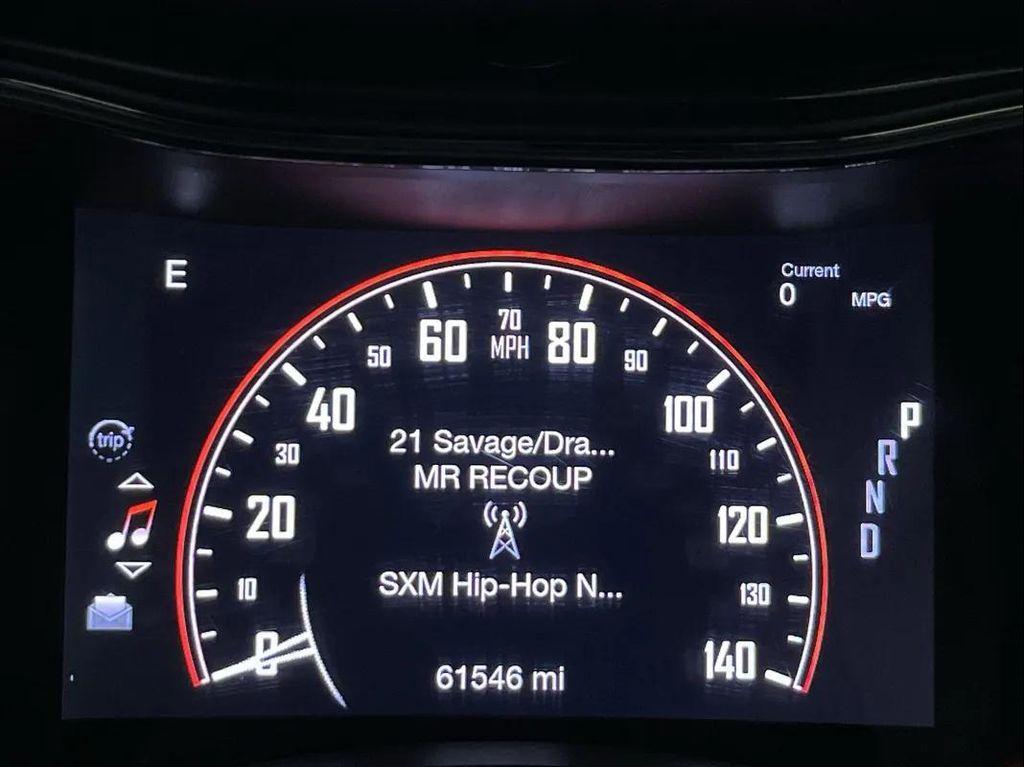 E
Current
0 MPG
70
MPH
60
80
50
90
40
100
30
110
20
120
10
130
0
140
21 Savage/Dra...
MR RECOUP
SXM Hip-Hop N...
61546 mi
trip
P
R
N
D